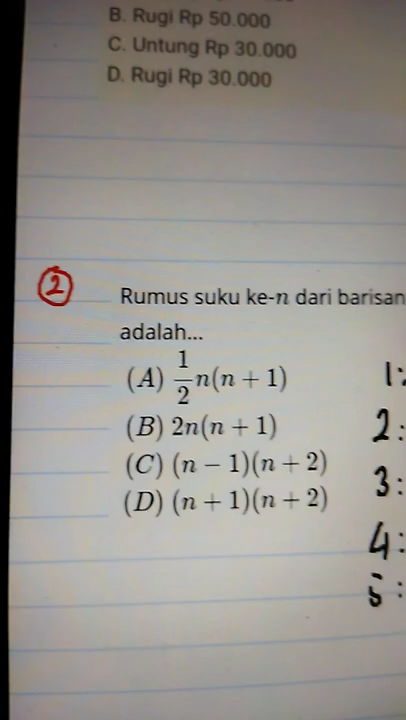 B. Rugi Rp 50.000
C. Untung Rp 30.000
D. Rugi Rp 30.000
2
Rumus suku ke-n dari barisan
adalah...
(A) 1/2 n(n + 1)
(B) 2n(n + 1)
(C) (n − 1)(n + 2)
(D) (n + 1)(n + 2)
1:
2:
3:
4:
5: